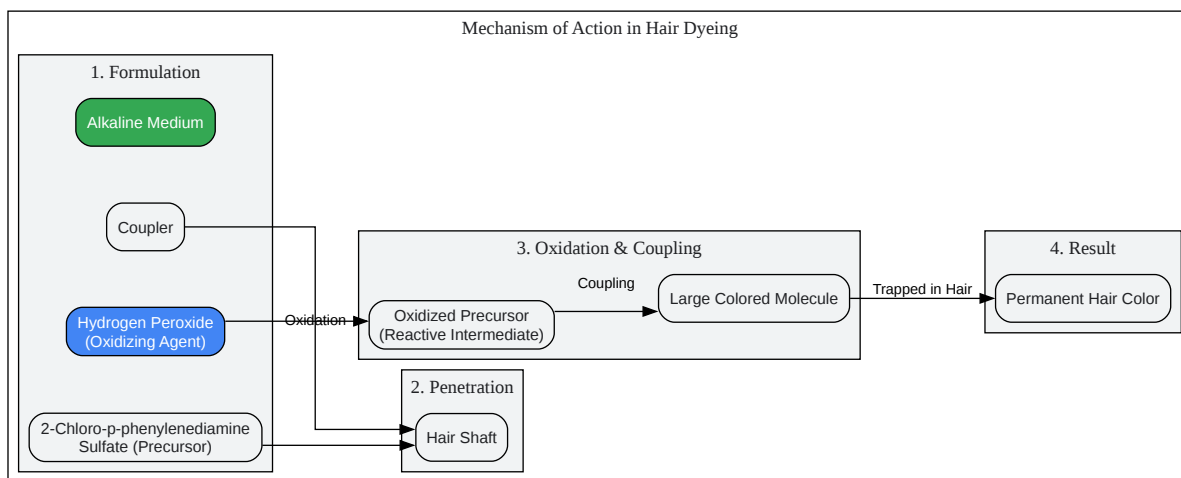 Mechanism of Action in Hair Dyeing
1. Formulation
Alkaline Medium
Coupler
Hydrogen Peroxide
(Oxidizing Agent)
2-Chloro-p-phenylenediamine
Sulfate (Precursor)
Oxidation
2. Penetration
Hair Shaft
3. Oxidation & Coupling
Oxidized Precursor
(Reactive Intermediate)
Coupling
Large Colored Molecule
Trapped in Hair
4. Result
Permanent Hair Color